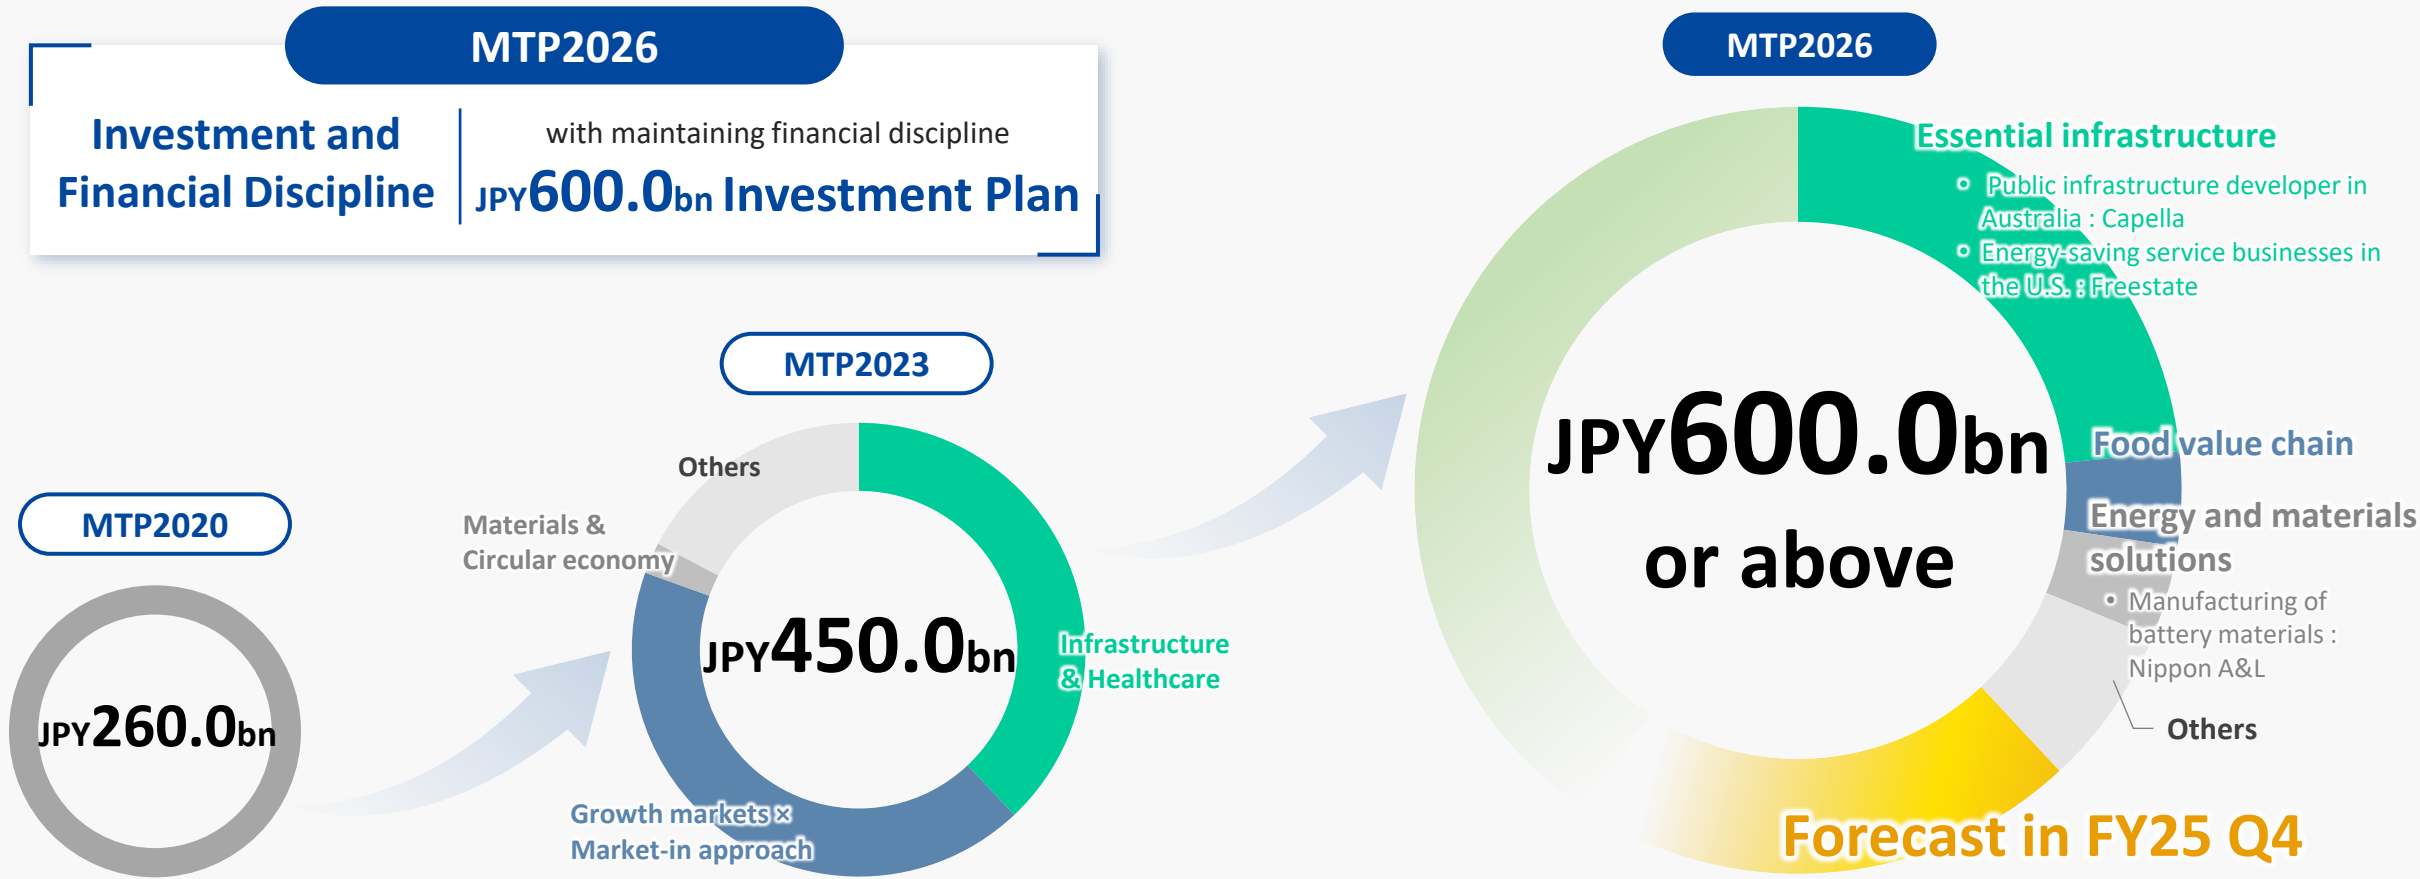 MTP2026
Investment and
Financial Discipline
with maintaining financial discipline
JPY600.0bn Investment Plan
MTP2020
JPY260.0bn
MTP2023
Others
Materials &
Circular economy
JPY450.0bn
Infrastructure
& Healthcare
Growth markets ×
Market-in approach
MTP2026
Essential infrastructure
• Public infrastructure developer in
Australia : Capella
• Energy-saving service businesses in
the U.S. : Freestate
JPY600.0bn
or above
Food value chain
Energy and materials
solutions
• Manufacturing of
battery materials :
Nippon A&L
Others
Forecast in FY25 Q4